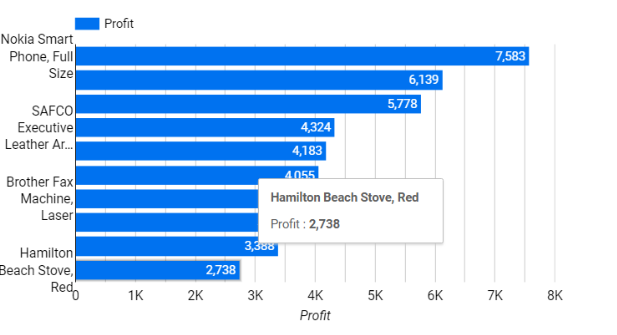 Profit
Nokia Smart
Phone, Full
Size
7,583
6,139
SAFCO
Executive
Leather Ar...
5,778
4,324
4,183
Brother Fax
Machine,
Laser
4,055
Hamilton Beach Stove, Red
Profit : 2,738
3,388
Hamilton
Beach Stove,
Red
2,738
0 1K 2K 3K 4K 5K 6K 7K 8K
Profit